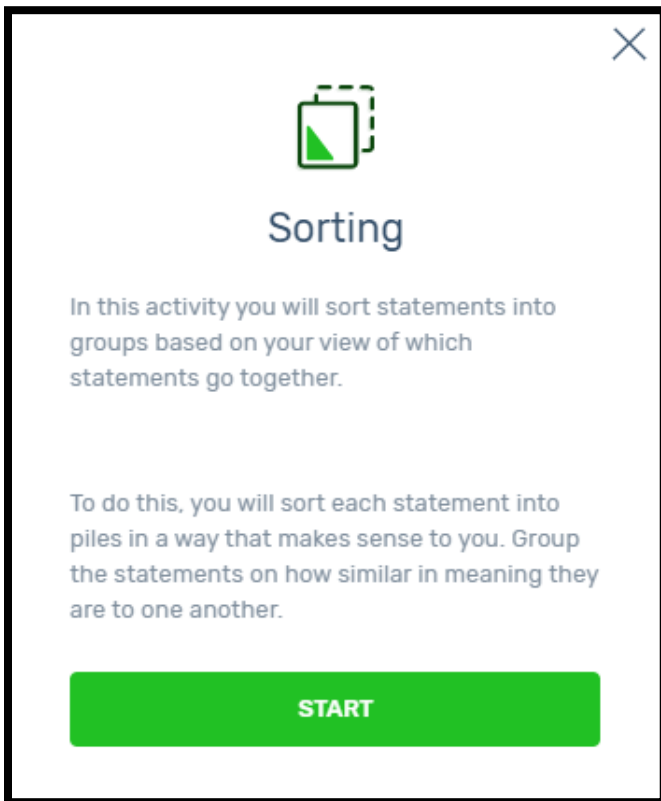 Sorting
In this activity you will sort statements into
groups based on your view of which
statements go together.
To do this, you will sort each statement into
piles in a way that makes sense to you. Group
the statements on how similar in meaning they
are to one another.
START